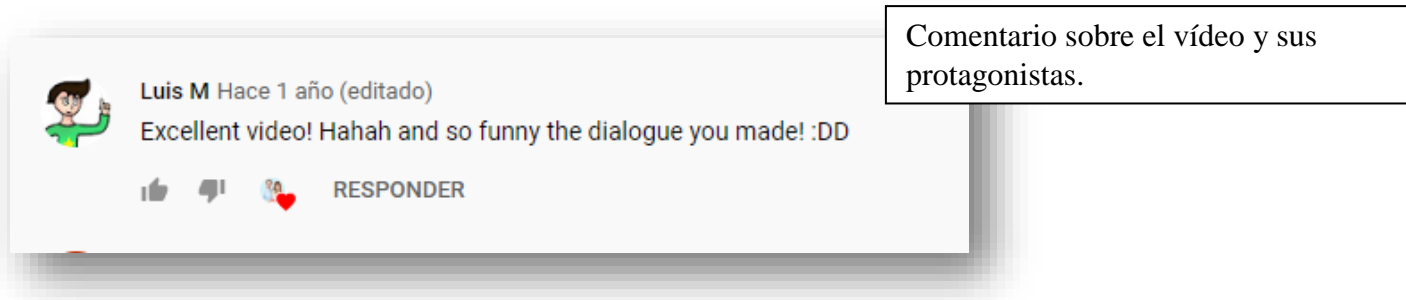 Comentario sobre el vídeo y sus
protagonistas.
Luis M Hace 1 año (editado)
Excellent video! Hahah and so funny the dialogue you made! :DD
RESPONDER